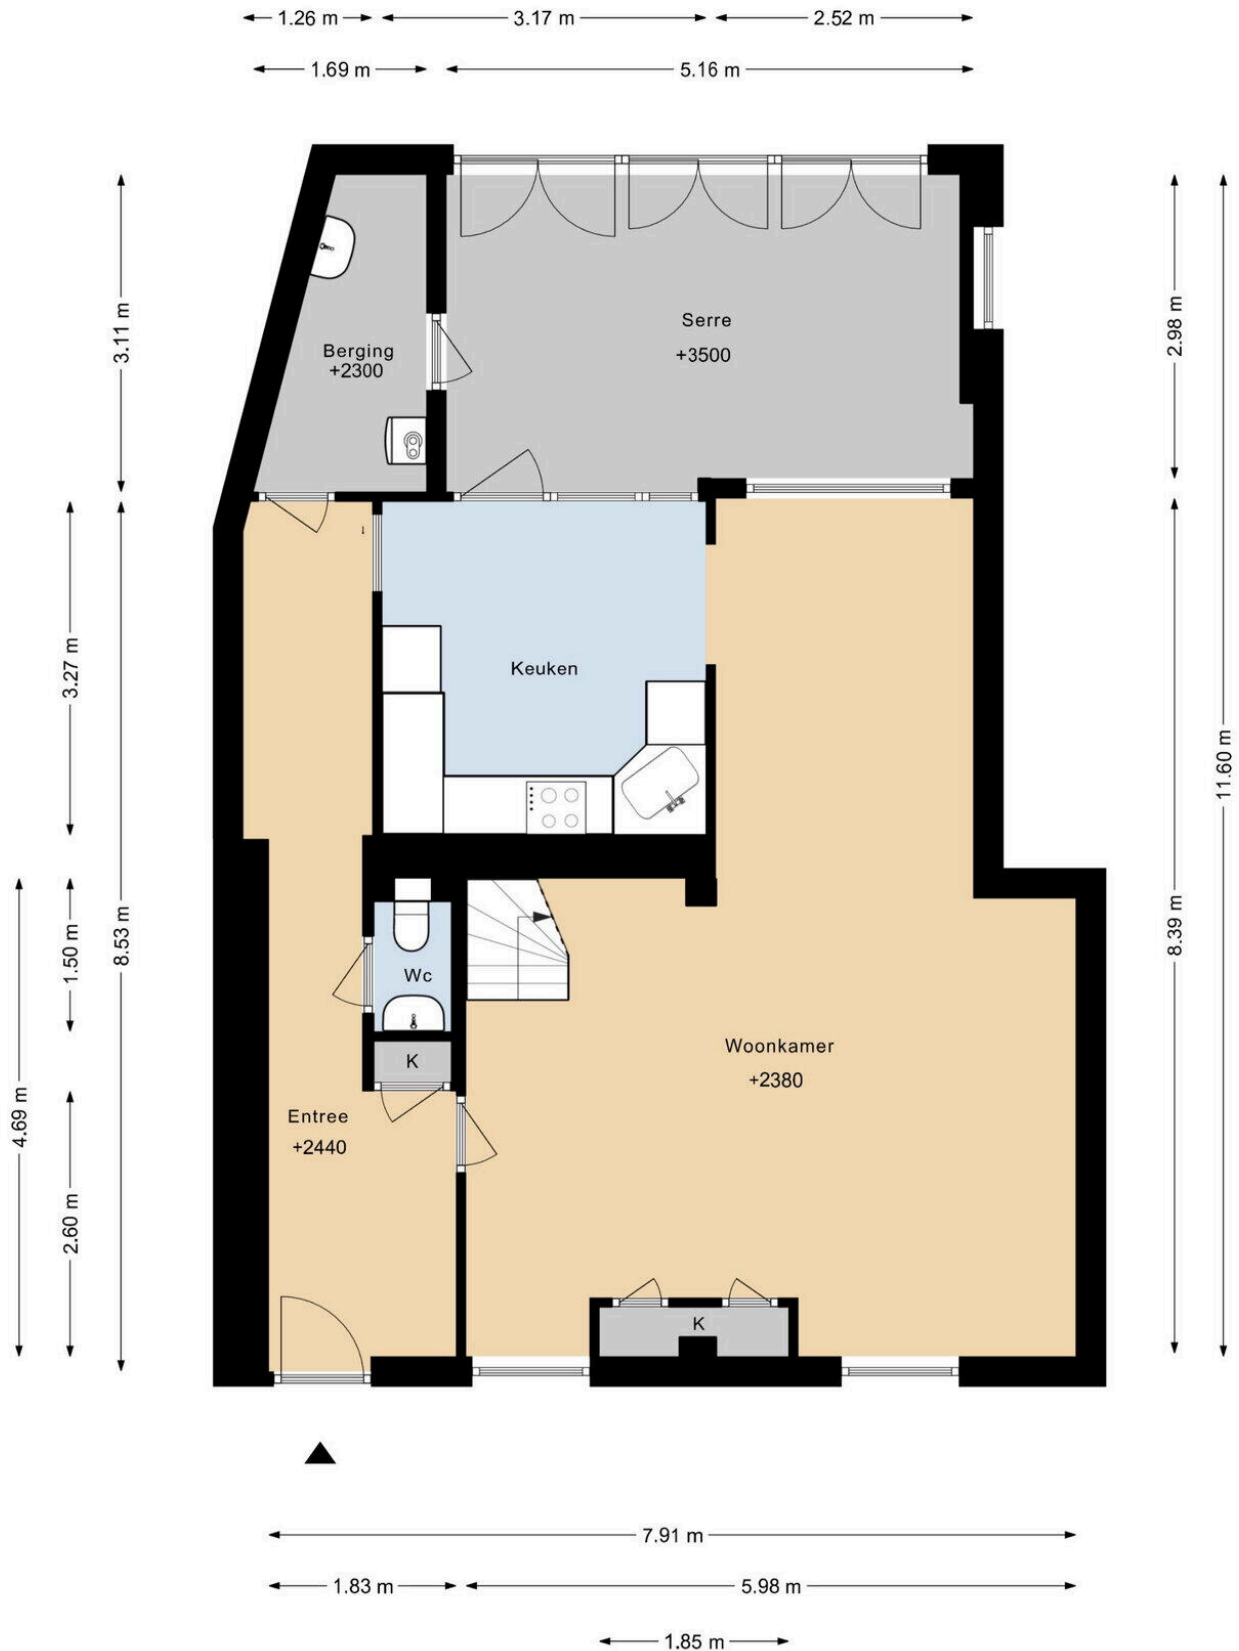 1.26 m
3.17 m
2.52 m
1.69 m
5.16 m
3.11 m
2.98 m
11.60 m
Serre
+3500
Berging
+2300
Keuken
3.27 m
8.53 m
1.50 m
8.39 m
Wc
K
Woonkamer
+2380
4.69 m
Entree
+2440
2.60 m
K
7.91 m
1.83 m
5.98 m
1.85 m